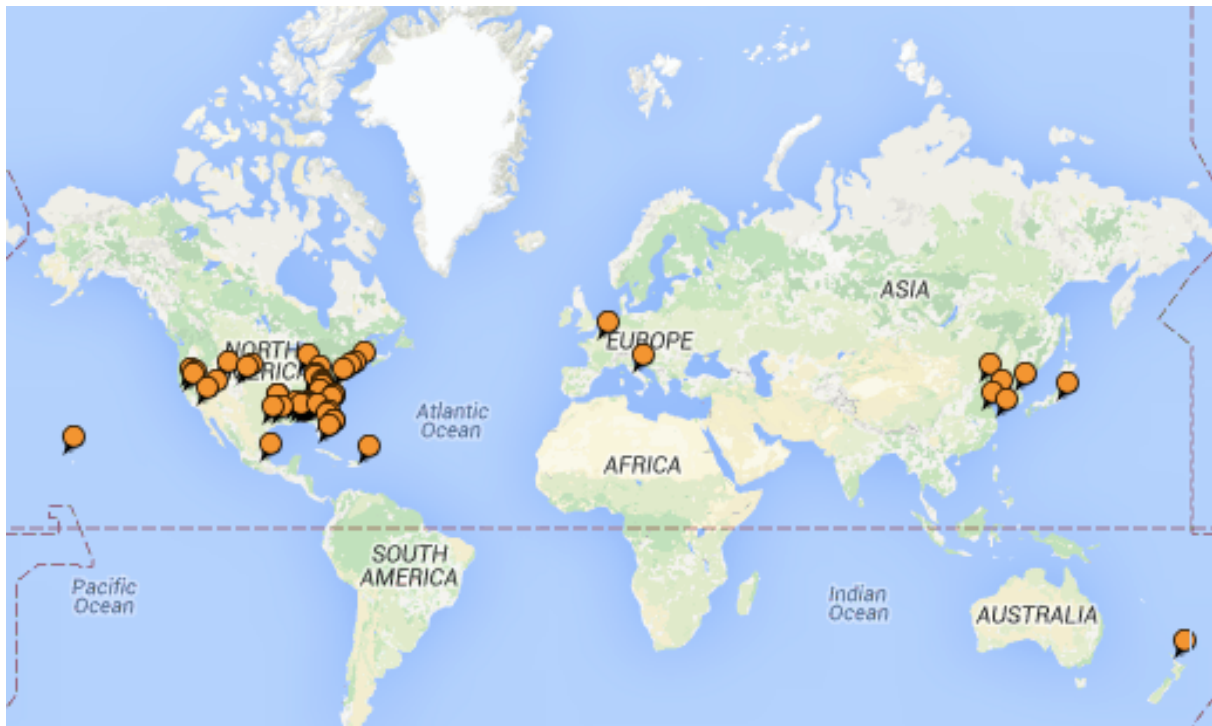 NORTH
AMERICA
EUROPE
ASIA
Atlantic
Ocean
AFRICA
SOUTH
AMERICA
Pacific
Ocean
Indian
Ocean
AUSTRALIA